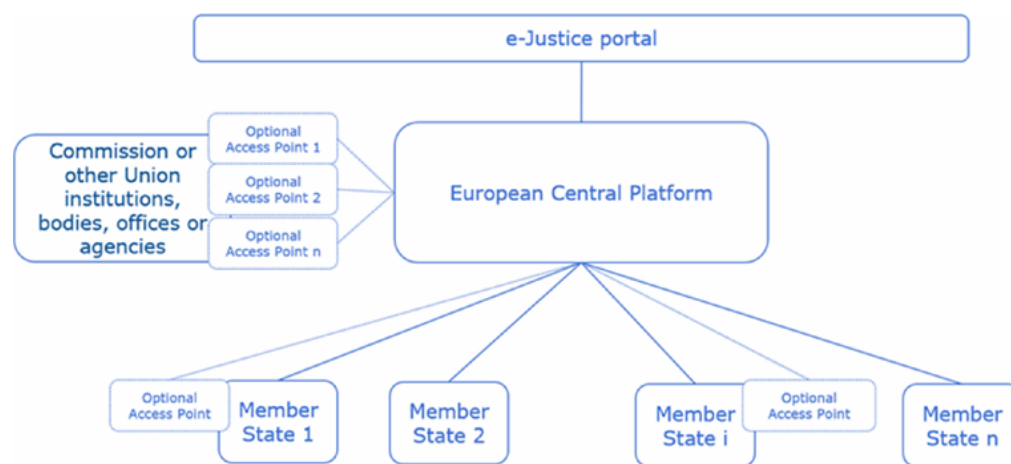 e-Justice portal
Optional
Access Point 1
Commission or
other Union
institutions,
bodies, offices or
agencies
Optional
Access Point 2
Optional
Access Point n
European Central Platform
Optional
Access Point
Member
State 1
Member
State 2
Member
State i
Optional
Access Point
Member
State n